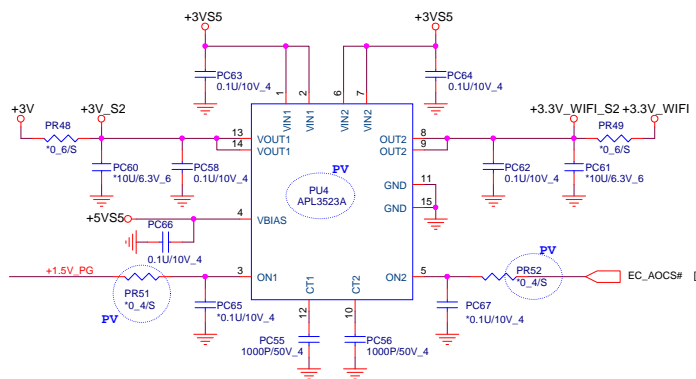 +3VS5
+3VS5
PC63
0.1U/10V_4
PC64
0.1U/10V_4
1
2
6
7
VIN1
VIN1
VIN2
VIN2
+3V
+3V_S2
+3.3V_WIFI_S2
+3.3V_WIFI
PR48
*0_6/S
PR49
*0_6/S
13
VOUT1
14
VOUT1
8
OUT2
9
OUT2
PC60
*10U/6.3V_6
PC58
0.1U/10V_4
PC62
0.1U/10V_4
PC61
*10U/6.3V_6
PV
PU4
APL3523A
11
GND
15
GND
+5VS5
4
VBIAS
PC66
0.1U/10V_4
+1.5V_PG
PR51
*0_4/S
PV
3
ON1
5
ON2
PV
PR52
*0_4/S
EC_AOCS#
[
PC65
*0.1U/10V_4
PC67
*0.1U/10V_4
CT1
CT2
12
10
PC55
1000P/50V_4
PC56
1000P/50V_4